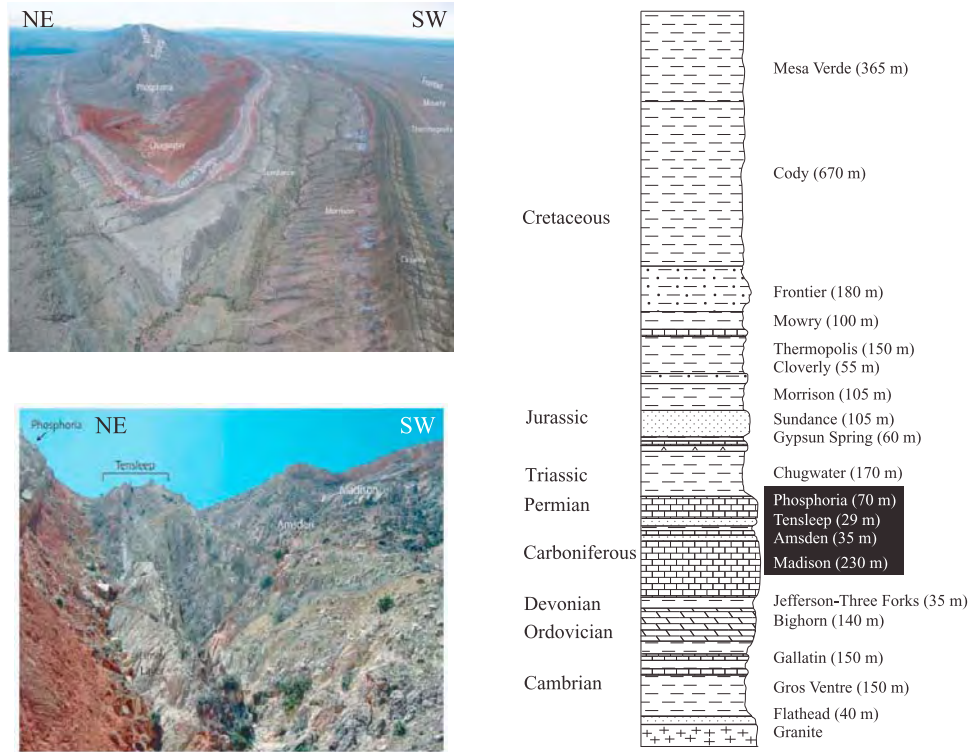 NE
SW
Phosphoria
Frontier
Mowry
Thermopolis
Chugwater
Sundance
Morrison
Cloverly
Phosphoria
NE
SW
Tensleep
Madison
Amsden
Cretaceous
Jurassic
Triassic
Permian
Carboniferous
Devonian
Ordovician
Cambrian
Mesa Verde (365 m)
Cody (670 m)
Frontier (180 m)
Mowry (100 m)
Thermopolis (150 m)
Cloverly (55 m)
Morrison (105 m)
Sundance (105 m)
Gypsun Spring (60 m)
Chugwater (170 m)
Phosphoria (70 m)
Tensleep (29 m)
Amsden (35 m)
Madison (230 m)
Jefferson-Three Forks (35 m)
Bighorn (140 m)
Gallatin (150 m)
Gros Ventre (150 m)
Flathead (40 m)
Granite